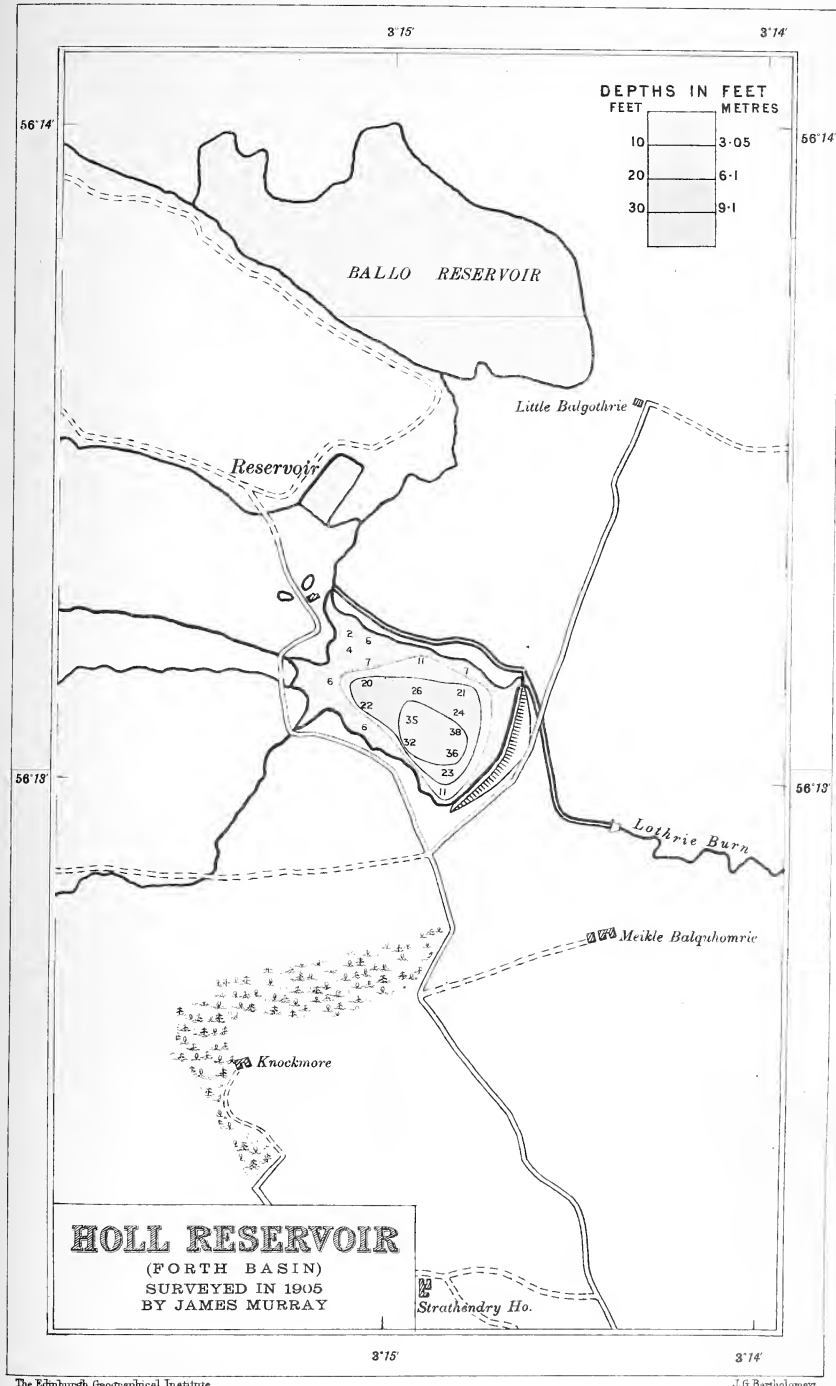 3°15′ 3°14′
DEPTHS IN FEET
FEET METRES
10 3·05
20 6·1
30 9·1
56°14′ 56°14′
BALLO RESERVOIR
Little Balgothrie
Reservoir
2 6
4
7 11 7
6 20 26 21
22 24
6 35 38
32 36
23
11
56°13′ 56°13′
Lothrie Burn
Meikle Balquhomrie
Knockmore
HOLL RESERVOIR
(FORTH BASIN)
SURVEYED IN 1905
BY JAMES MURRAY
Strathendry Ho.
3°15′ 3°14′
The Edinburgh Geographical Institute J.G. Bartholomew